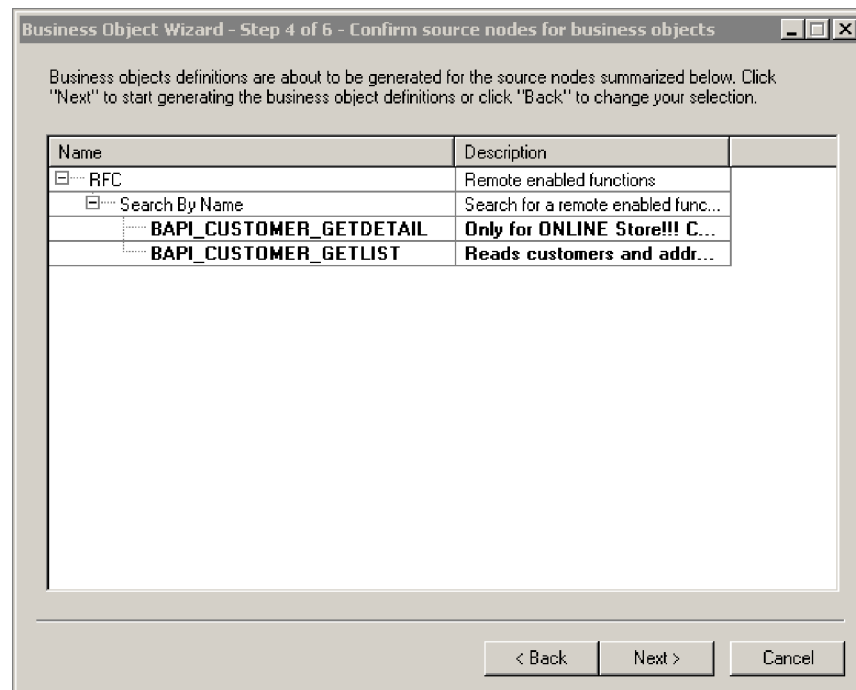 Business Object Wizard - Step 4 of 6 - Confirm source nodes for business objects
Business objects definitions are about to be generated for the source nodes summarized below. Click
"Next" to start generating the business object definitions or click "Back" to change your selection.
Name Description
RFC Remote enabled functions
Search By Name Search for a remote enabled func...
BAPI_CUSTOMER_GETDETAIL Only for ONLINE Store!!! C...
BAPI_CUSTOMER_GETLIST Reads customers and addr...
< Back Next > Cancel